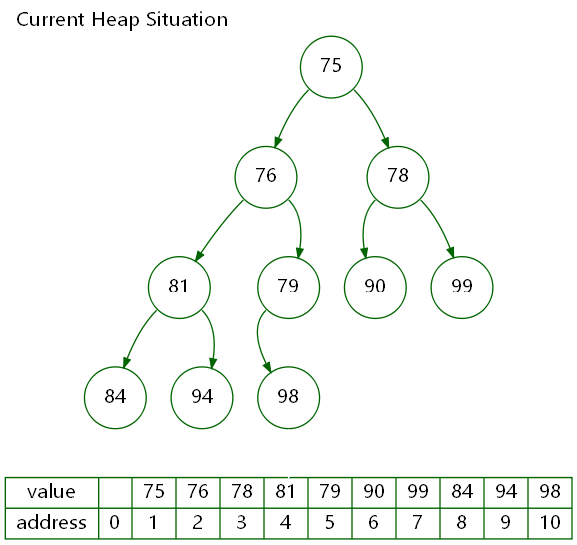 Current Heap Situation
75
76 78
81 79 90 99
84 94 98
value 75 76 78 81 79 90 99 84 94 98
address 0 1 2 3 4 5 6 7 8 9 10